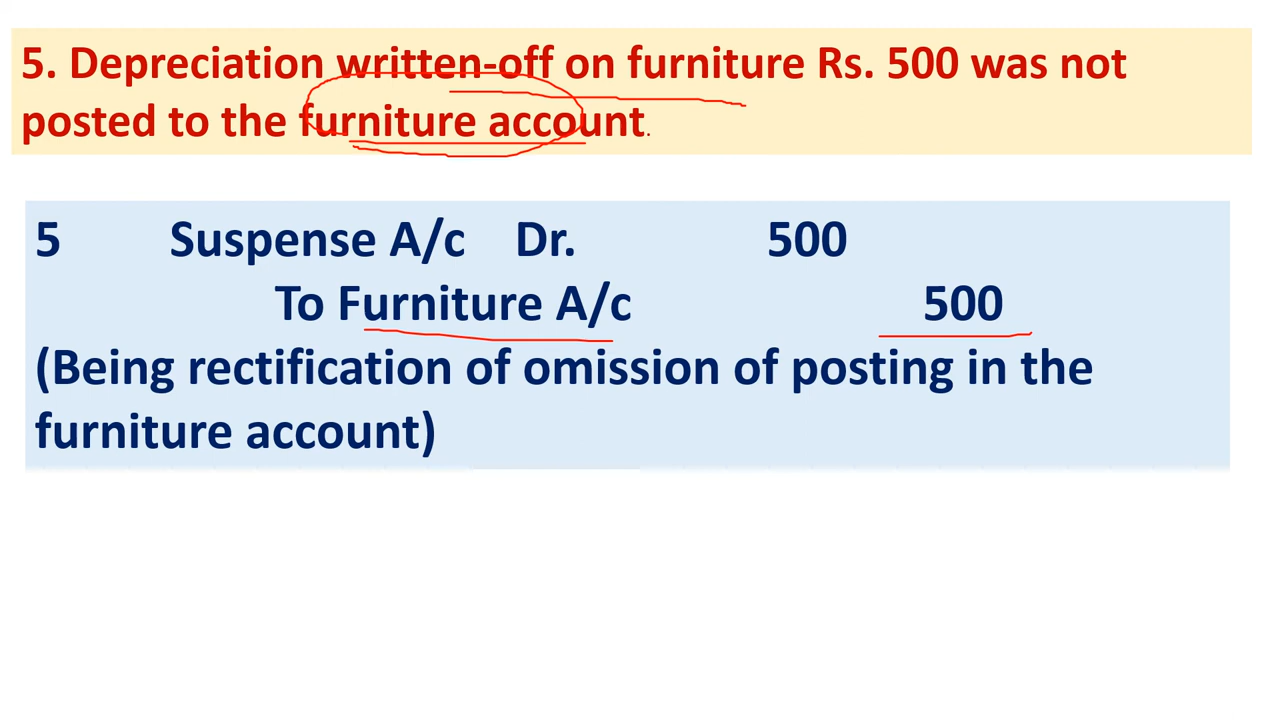 5. Depreciation written-off on furniture Rs. 500 was not
posted to the furniture account.
5 Suspense A/c Dr. 500
To Furniture A/c 500
(Being rectification of omission of posting in the
furniture account)